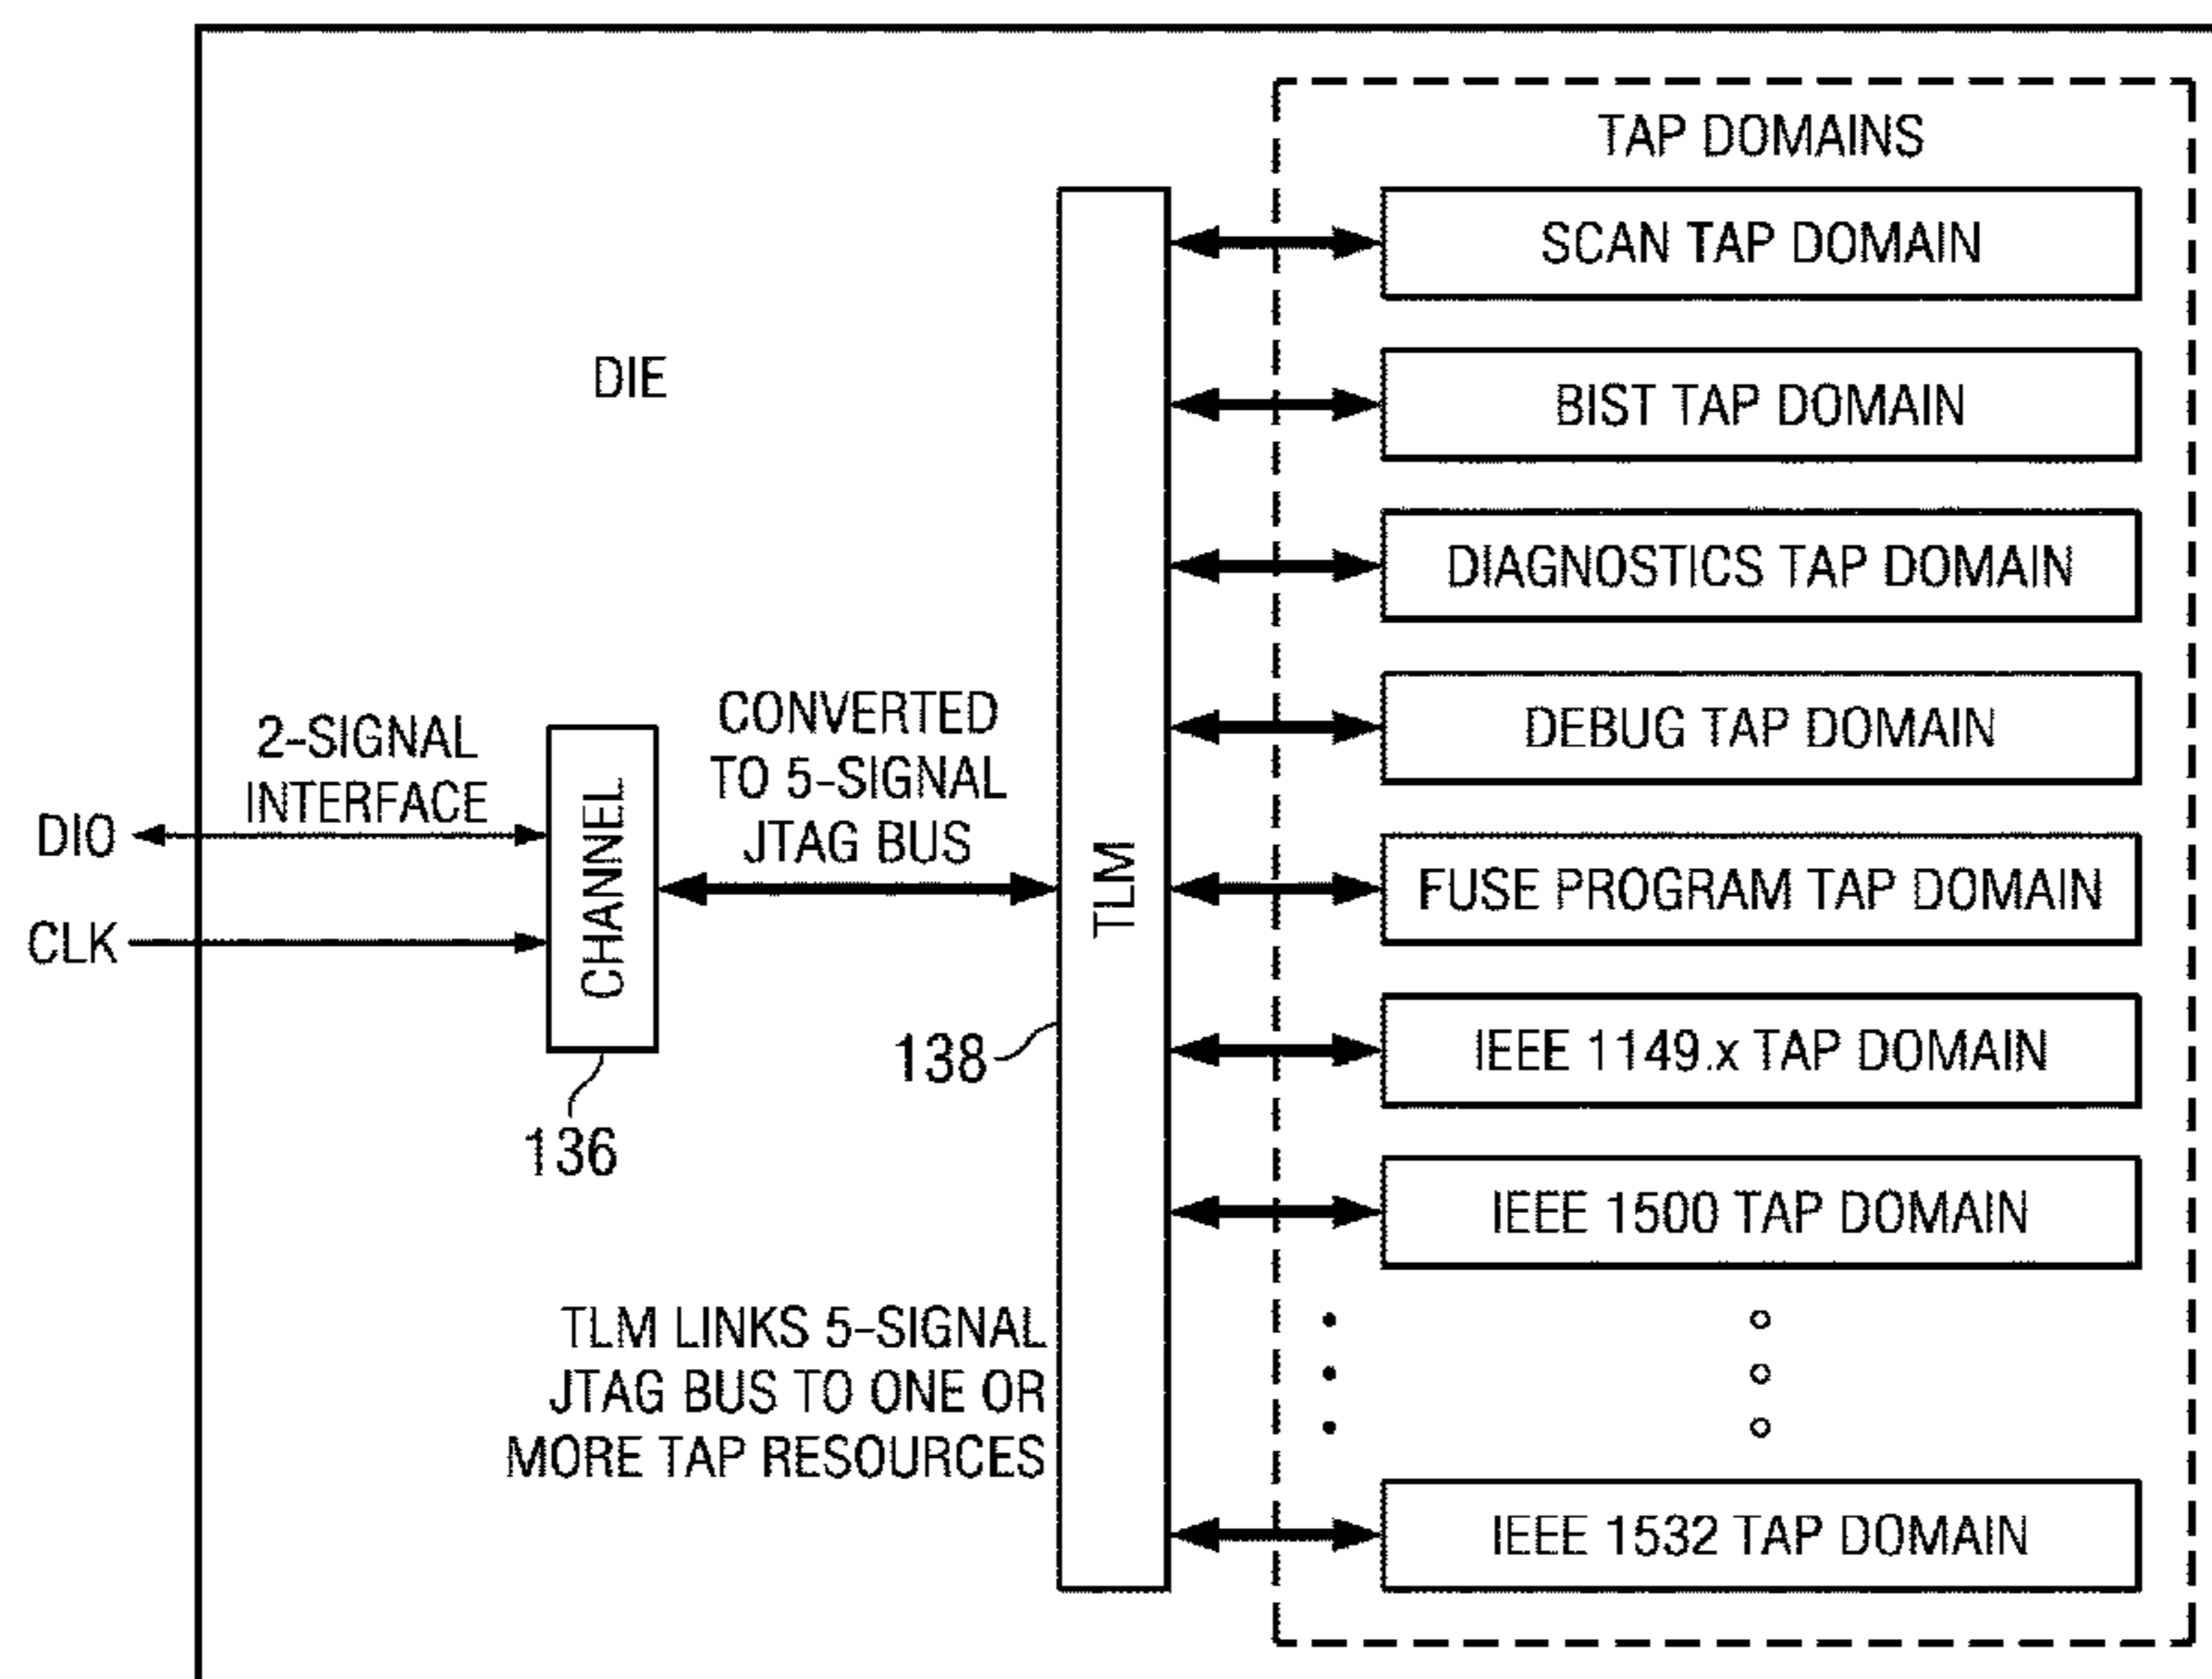 TAP DOMAINS
SCAN TAP DOMAIN
DIE
BIST TAP DOMAIN
DIAGNOSTICS TAP DOMAIN
DEBUG TAP DOMAIN
2-SIGNAL
INTERFACE
CONVERTED
TO 5-SIGNAL
JTAG BUS
DIO
CLK
CHANNEL
136
TLM
138
FUSE PROGRAM TAP DOMAIN
IEEE 1149.x TAP DOMAIN
IEEE 1500 TAP DOMAIN
TLM LINKS 5-SIGNAL
JTAG BUS TO ONE OR
MORE TAP RESOURCES
IEEE 1532 TAP DOMAIN